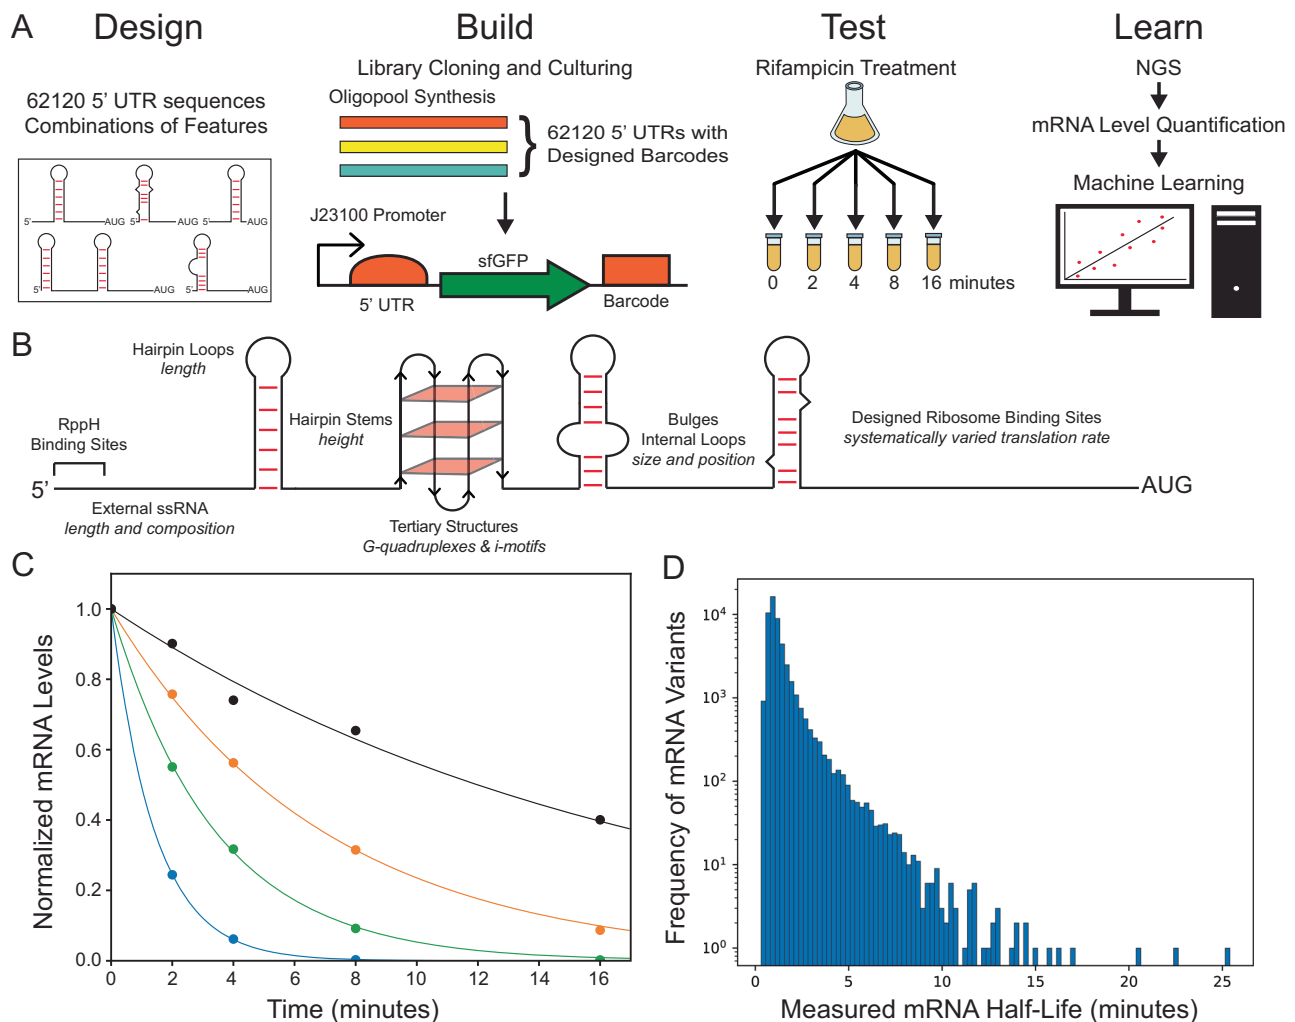 A
Design
Build
Test
Learn
62120 5’ UTR sequences
Combinations of Features
5’
AUG
5’
AUG
5’
AUG
5’
AUG
5’
AUG
Library Cloning and Culturing
Oligopool Synthesis
62120 5’ UTRs with
Designed Barcodes
J23100 Promoter
sfGFP
5’ UTR
Barcode
Rifampicin Treatment
0 2 4 8 16 minutes
NGS
mRNA Level Quantification
Machine Learning
B
Hairpin Loops
length
RppH
Binding Sites
5’
External ssRNA
length and composition
Hairpin Stems
height
Tertiary Structures
G-quadruplexes & i-motifs
Bulges
Internal Loops
size and position
Designed Ribosome Binding Sites
systematically varied translation rate
AUG
C
Normalized mRNA Levels
1.0
0.8
0.6
0.4
0.2
0.0
0 2 4 6 8 10 12 14 16
Time (minutes)
D
Frequency of mRNA Variants
10⁴
10³
10²
10¹
10⁰
0 5 10 15 20 25
Measured mRNA Half-Life (minutes)